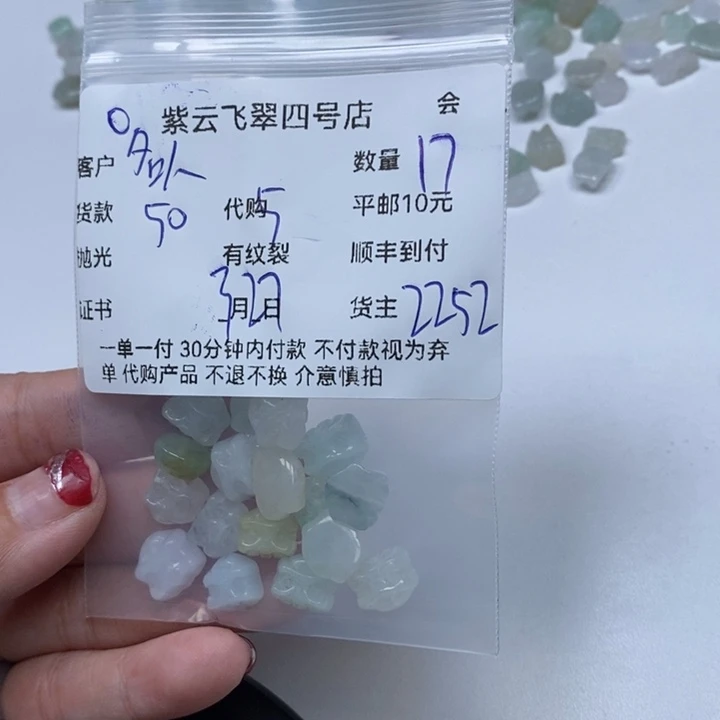 紫云飞翠四号店 会
客户 数量 17
货款 50 代购 5 平邮10元
抛光 有纹裂 顺丰到付
证书 3月27日 货主 2252
一单一付 30分钟内付款 不付款视为弃
单 代购产品 不退不换 介意慎拍